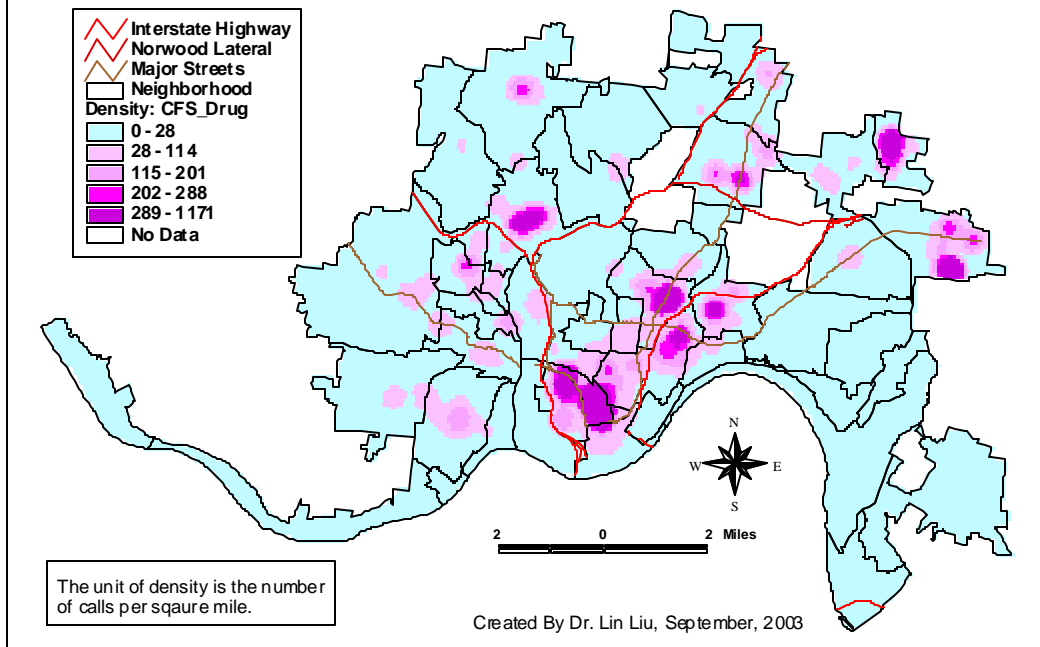 Interstate Highway
Norwood Lateral
Major Streets
Neighborhood
Density: CFS_Drug
0 - 28
28 - 114
115 - 201
202 - 288
289 - 1171
No Data
N
W E
S
2 0 2 Miles
The unit of density is the number
of calls per sqaure mile.
Created By Dr. Lin Liu, September, 2003